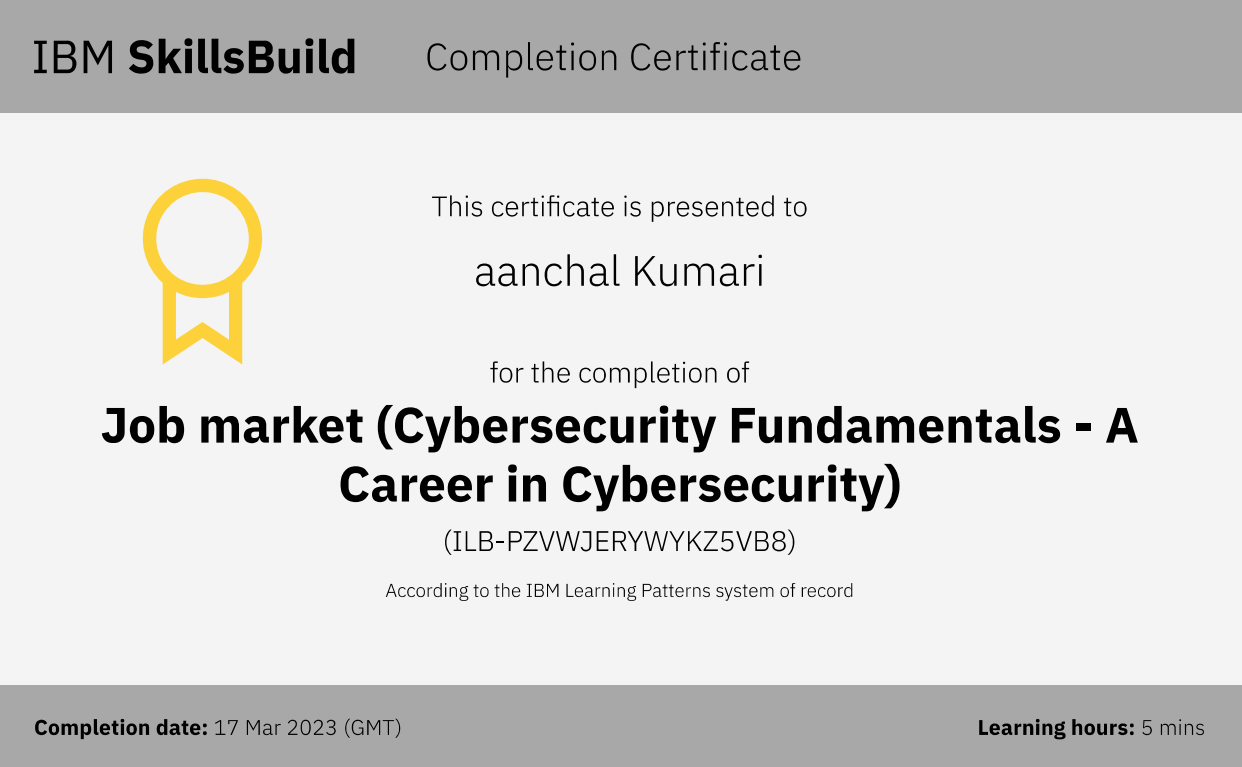 IBM SkillsBuild Completion Certificate
This certificate is presented to
aanchal Kumari
for the completion of
Job market (Cybersecurity Fundamentals - A
Career in Cybersecurity)
(ILB-PZVWJERYWYKZ5VB8)
According to the IBM Learning Patterns system of record
Completion date: 17 Mar 2023 (GMT) Learning hours: 5 mins